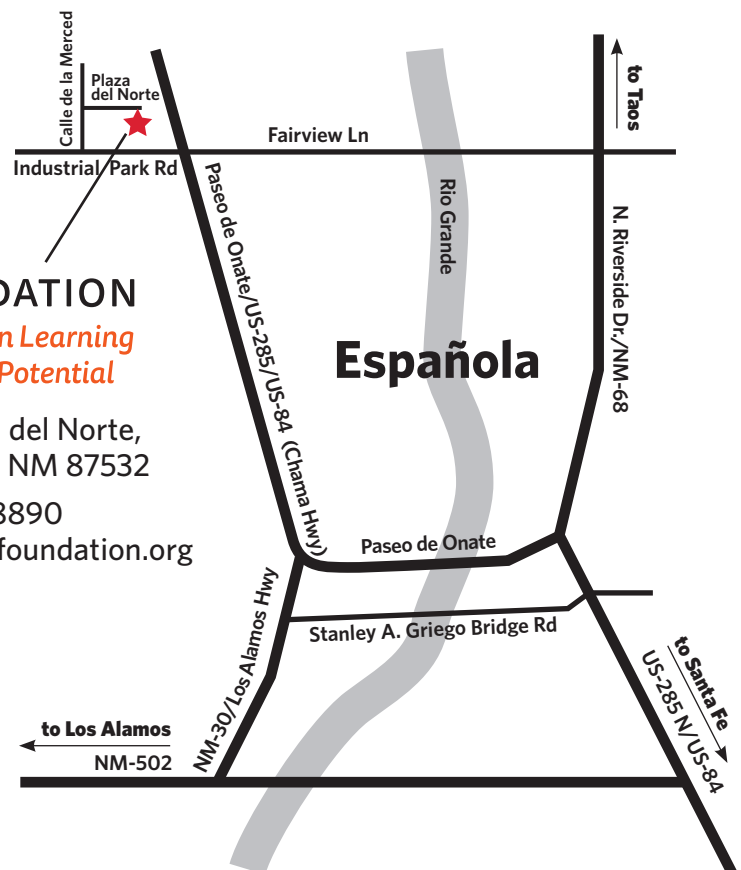 Calle de la Merced
Plaza
del Norte
to Taos
Fairview Ln
Industrial Park Rd
Paseo de Onate/US-285/US-84 (Chama Hwy)
Rio Grande
N. Riverside Dr./NM-68
DATION
n Learning
Potential
Española
del Norte,
NM 87532
8890
foundation.org
Paseo de Onate
Stanley A. Griego Bridge Rd
NM-30/Los Alamos Hwy
to Santa Fe
US-285 N/US-84
to Los Alamos
NM-502